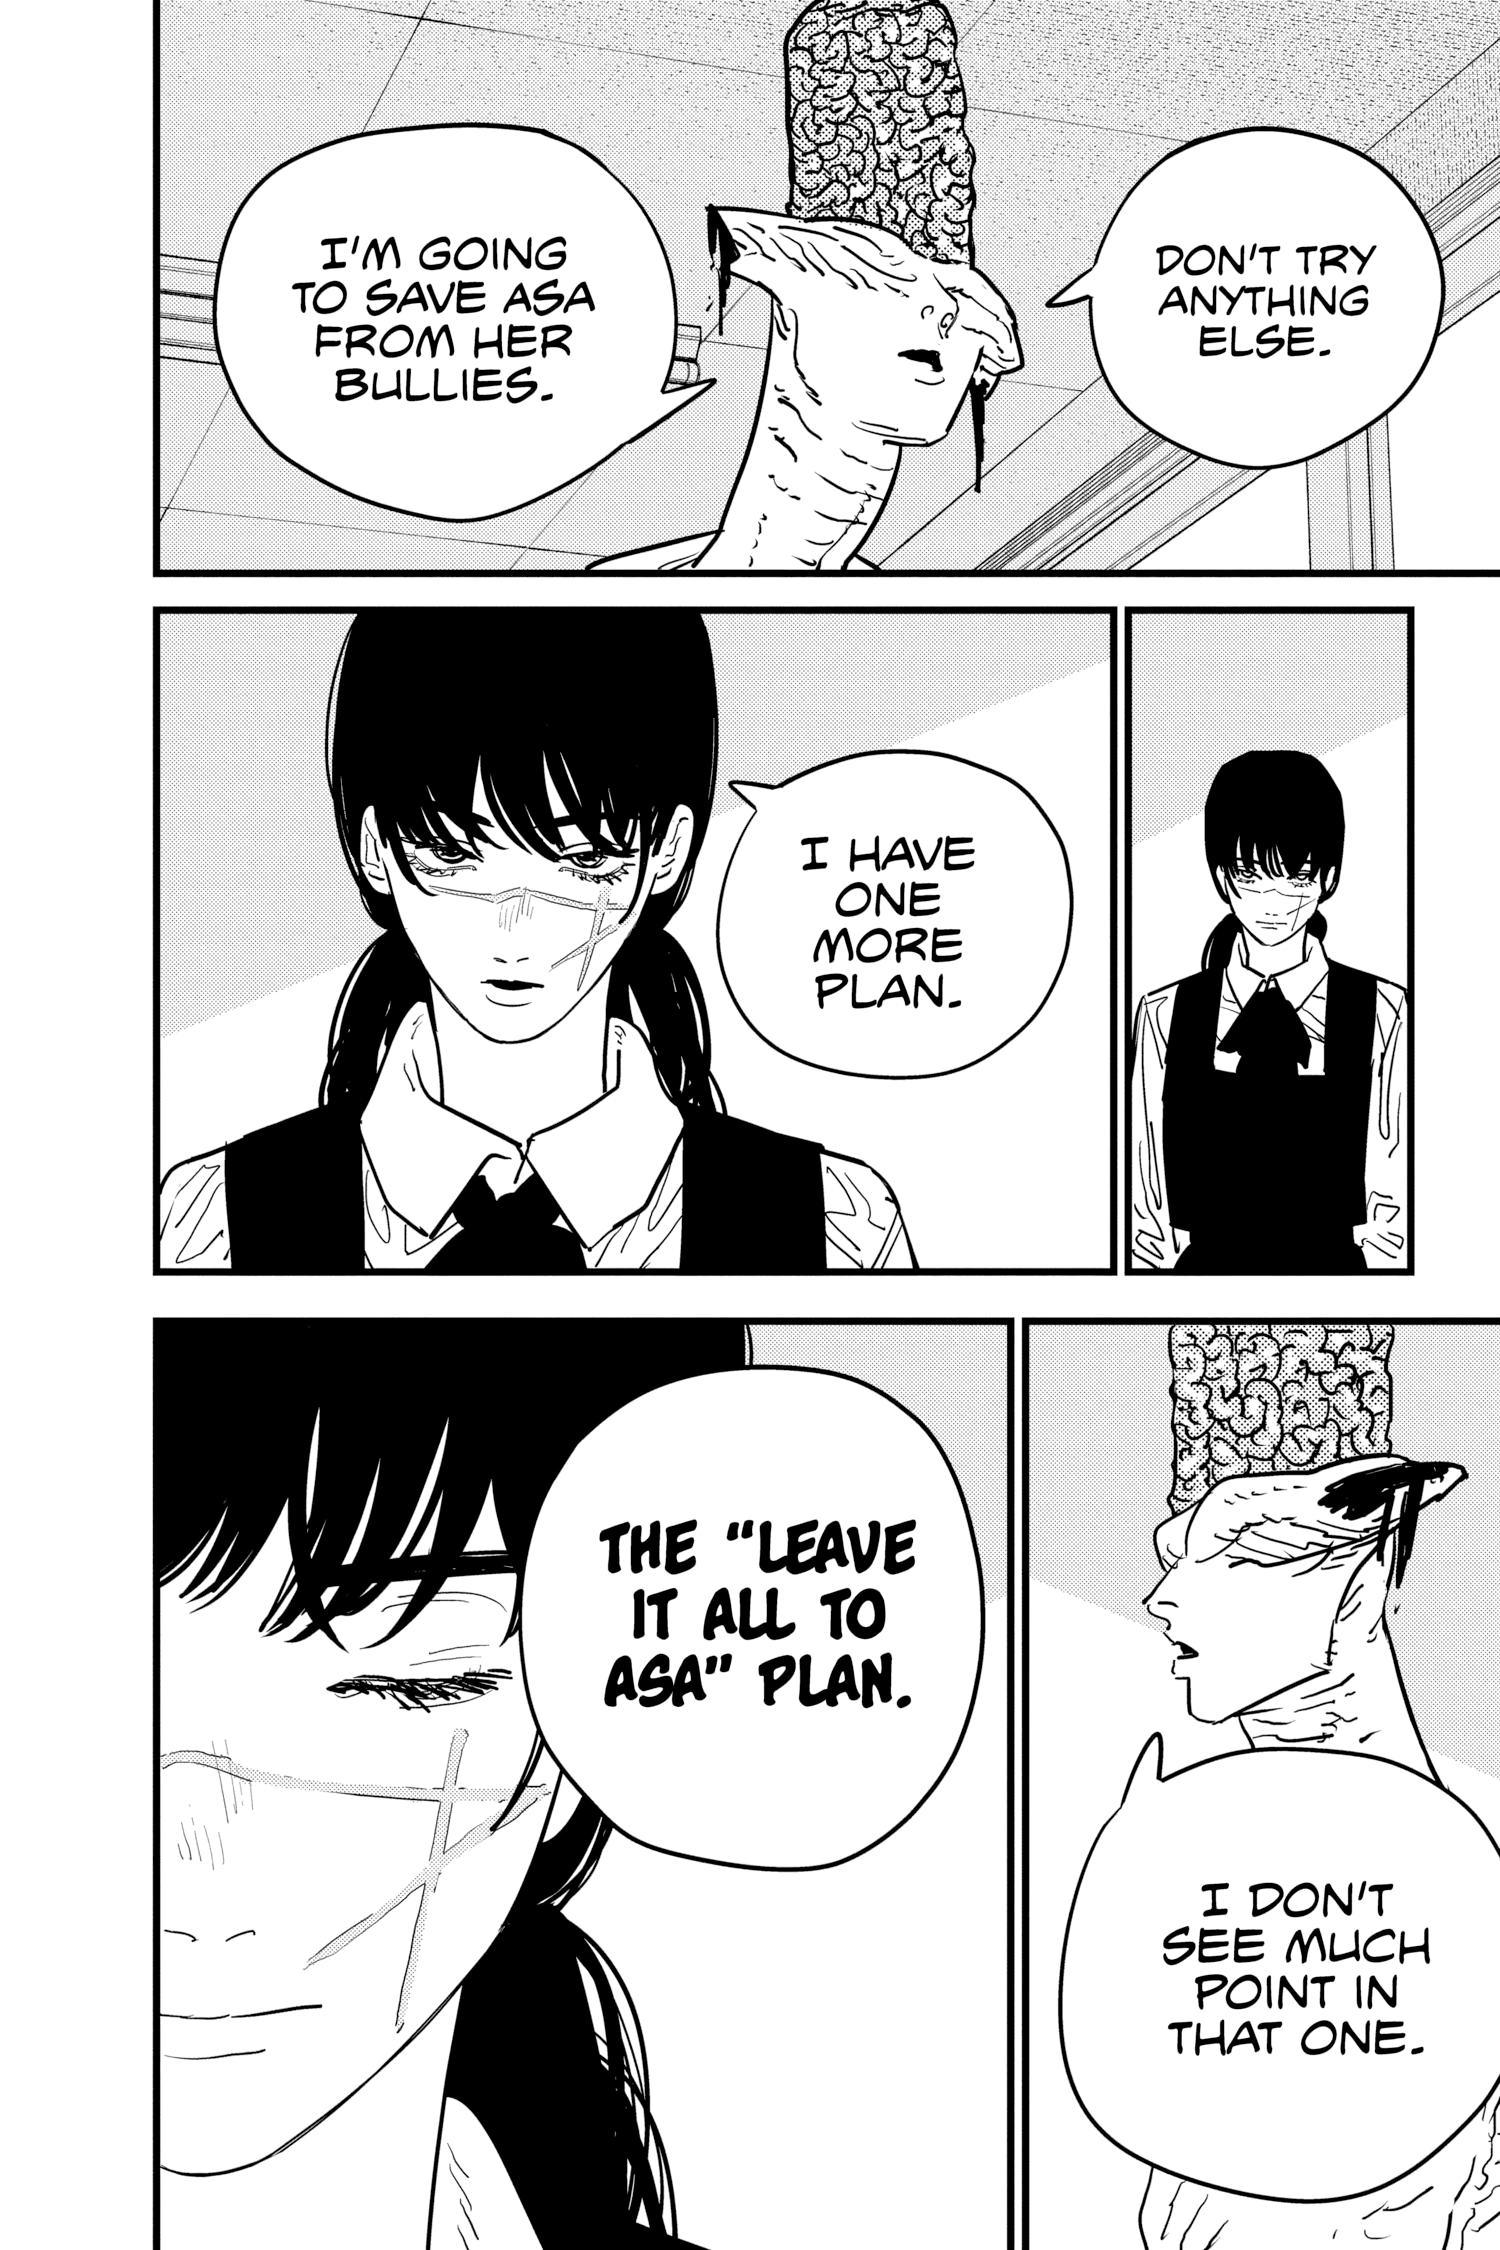 DON'T TRY
ANYTHING
ELSE.
I'M GOING
TO SAVE ASA
FROM HER
BULLIES.
I HAVE
ONE
MORE
PLAN.
I DON'T
SEE MUCH
POINT IN
THAT ONE.
THE "LEAVE
IT ALL TO
ASA" PLAN.